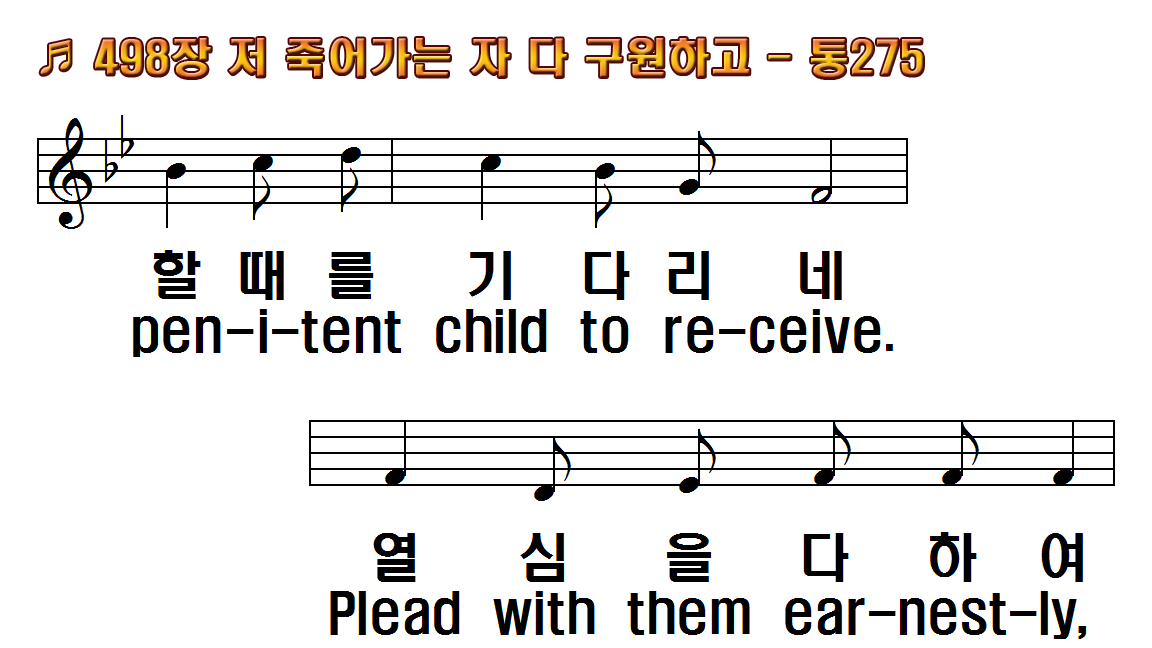 ♬ 498장 저 죽어가는 자 다 구원하고 - 통275
할 때 를 기 다 리 네
pen-i-tent child to re-ceive.
열 심 을 다 하 여
Plead with them ear-nest-ly,